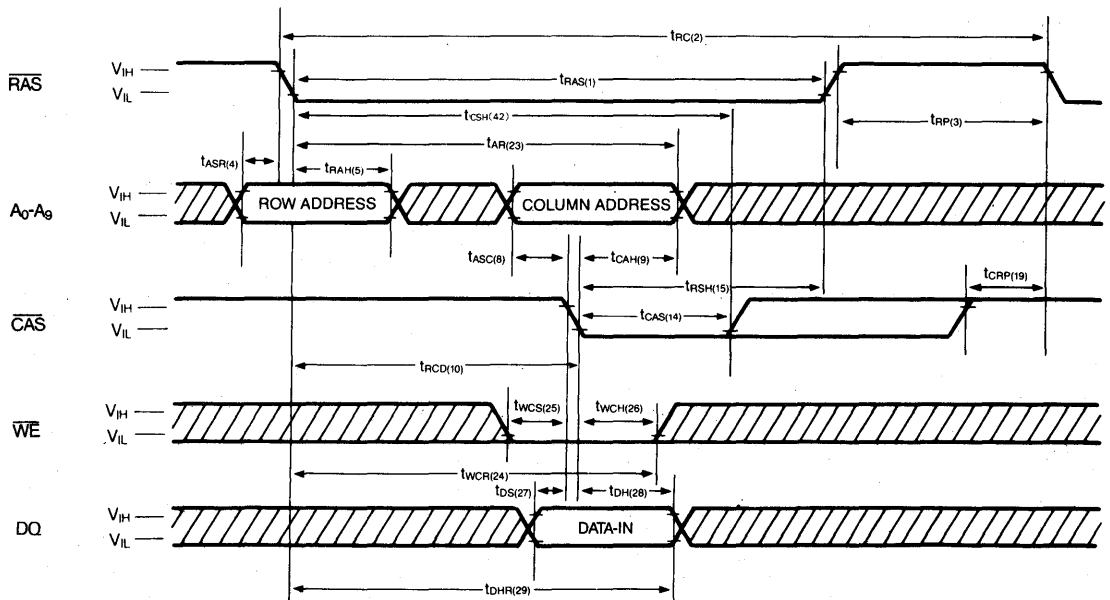 tRC(2)
VIH
RAS
tRAS(1)
VIL
tCSH(42)
tRP(3)
tAR(23)
tASR(4)
tRAH(5)
VIH
A0-A9
ROW ADDRESS
COLUMN ADDRESS
VIL
tASC(8)
tCAH(9)
tRSH(15)
tCRP(19)
VIH
CAS
tCAS(14)
VIL
tRCD(10)
VIH
tWCS(25)
tWCH(26)
WE
VIL
tWCR(24)
tDS(27)
tDH(28)
VIH
DQ
DATA-IN
VIL
tDHR(29)